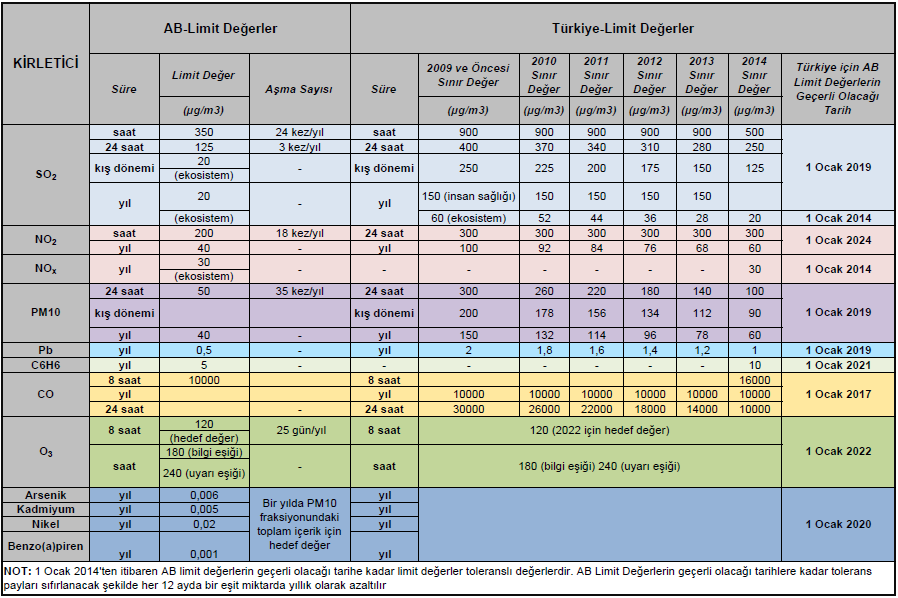 KİRLETİCİ AB-Limit Değerler Türkiye-Limit Değerler
Süre Limit Değer Aşma Sayısı Süre 2009 ve Öncesi Sınır Değer 2010 Sınır Değer 2011 Sınır Değer 2012 Sınır Değer 2013 Sınır Değer 2014 Sınır Değer Türkiye için AB Limit Değerlerin Geçerli Olacağı Tarih
(µg/m3) (µg/m3) (µg/m3) (µg/m3) (µg/m3) (µg/m3) (µg/m3)
SO2 saat 350 24 kez/yıl saat 900 900 900 900 900 500 1 Ocak 2019
24 saat 125 3 kez/yıl 24 saat 400 370 340 310 280 250
kış dönemi 20 (ekosistem) - kış dönemi 250 225 200 175 150 125
yıl 20 - yıl 150 (insan sağlığı) 150 150 150 150
(ekosistem) 60 (ekosistem) 52 44 36 28 20 1 Ocak 2014
NO2 saat 200 18 kez/yıl 24 saat 300 300 300 300 300 300 1 Ocak 2024
yıl 40 - yıl 100 92 84 76 68 60
NOx yıl 30 (ekosistem) - - - - - - - 30 1 Ocak 2014
PM10 24 saat 50 35 kez/yıl 24 saat 300 260 220 180 140 100 1 Ocak 2019
kış dönemi kış dönemi 200 178 156 134 112 90
yıl 40 - yıl 150 132 114 96 78 60
Pb yıl 0,5 - yıl 2 1,8 1,6 1,4 1,2 1 1 Ocak 2019
C6H6 yıl 5 - - - - - - - 10 1 Ocak 2021
CO 8 saat 10000 8 saat 16000 1 Ocak 2017
yıl yıl 10000 10000 10000 10000 10000 10000
24 saat - 24 saat 30000 26000 22000 18000 14000 10000
O3 8 saat 120 (hedef değer) 25 gün/yıl 8 saat 120 (2022 için hedef değer) 1 Ocak 2022
saat 180 (bilgi eşiği) 240 (uyarı eşiği) - saat 180 (bilgi eşiği) 240 (uyarı eşiği)
Arsenik yıl 0,006 Bir yılda PM10 fraksiyonundaki toplam içerik için hedef değer yıl 1 Ocak 2020
Kadmiyum yıl 0,005 yıl
Nikel yıl 0,02 yıl
Benzo(a)piren yıl 0,001 yıl
NOT: 1 Ocak 2014'ten itibaren AB limit değerlerin geçerli olacağı tarihe kadar limit değerler toleranslı değerlerdir. AB Limit Değerlerin geçerli olacağı tarihlere kadar tolerans
payları sıfırlanacak şekilde her 12 ayda bir eşit miktarda yıllık olarak azaltılır